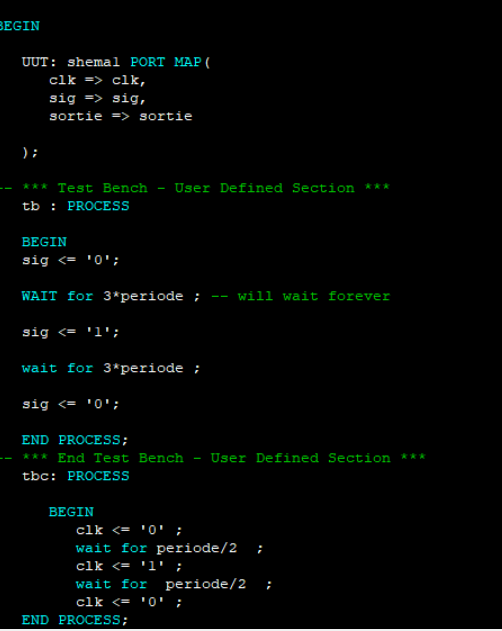 BEGIN
UUT: shemal PORT MAP(
clk => clk,
sig => sig,
sortie => sortie
);
-- *** Test Bench - User Defined Section ***
tb : PROCESS
BEGIN
sig <= '0';
WAIT for 3*periode ; -- will wait forever
sig <= '1';
wait for 3*periode ;
sig <= '0';
END PROCESS;
-- *** End Test Bench - User Defined Section ***
tbc: PROCESS
BEGIN
clk <= '0' ;
wait for periode/2  ;
clk <= '1' ;
wait for  periode/2  ;
clk <= '0' ;
END PROCESS;